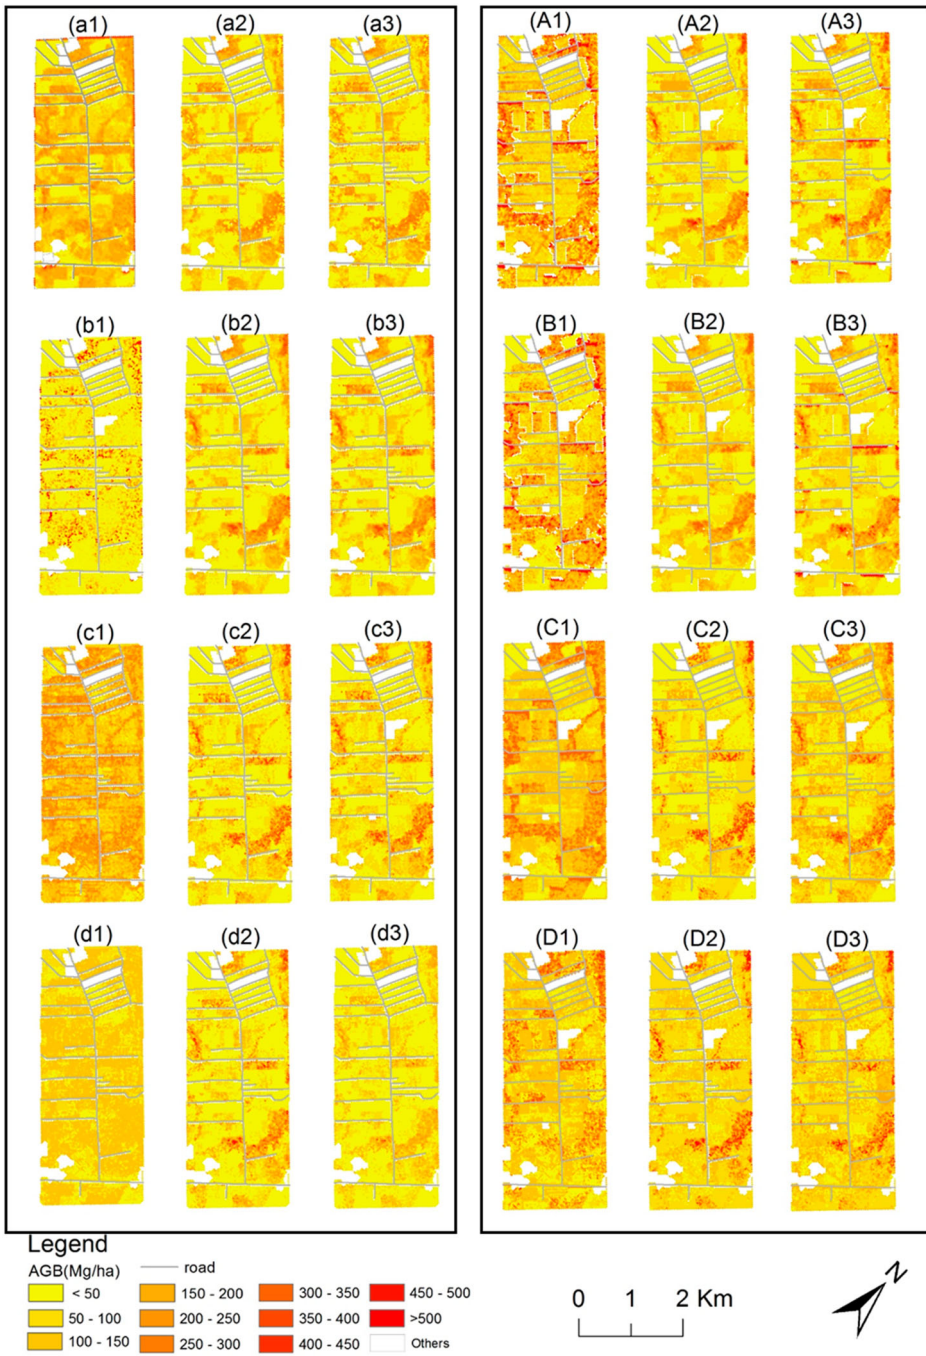 (a1) (a2) (a3) (A1) (A2) (A3)
(b1) (b2) (b3) (B1) (B2) (B3)
(c1) (c2) (c3) (C1) (C2) (C3)
(d1) (d2) (d3) (D1) (D2) (D3)
Legend
AGB(Mg/ha) road
< 50 150 - 200 300 - 350 450 - 500
50 - 100 200 - 250 350 - 400 >500
100 - 150 250 - 300 400 - 450 Others
0 1 2 Km
N